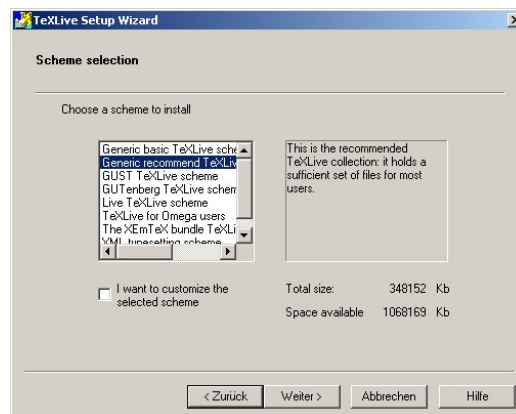 TeXLive Setup Wizard
Scheme selection
Choose a scheme to install
Generic basic TeXLive sche
Generic recommend TeXLiv
GUST TeXLive scheme
GUTenberg TeXLive schem
Live TeXLive scheme
TeXLive for Omega users
The XEmTeX bundle TeXLi
XML typesetting scheme
This is the recommended
TeXLive collection: it holds a
sufficient set of files for most
users.
I want to customize the
selected scheme
Total size: 348152 Kb
Space available 1068169 Kb
< Zurück Weiter > Abbrechen Hilfe